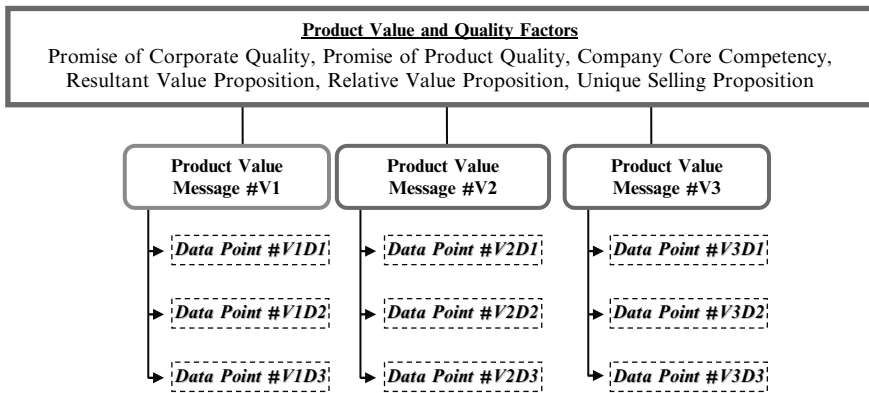 Product Value and Quality Factors
Promise of Corporate Quality, Promise of Product Quality, Company Core Competency,
Resultant Value Proposition, Relative Value Proposition, Unique Selling Proposition
Product Value
Message #V1
Product Value
Message #V2
Product Value
Message #V3
Data Point #V1D1
Data Point #V2D1
Data Point #V3D1
Data Point #V1D2
Data Point #V2D2
Data Point #V3D2
Data Point #V1D3
Data Point #V2D3
Data Point #V3D3